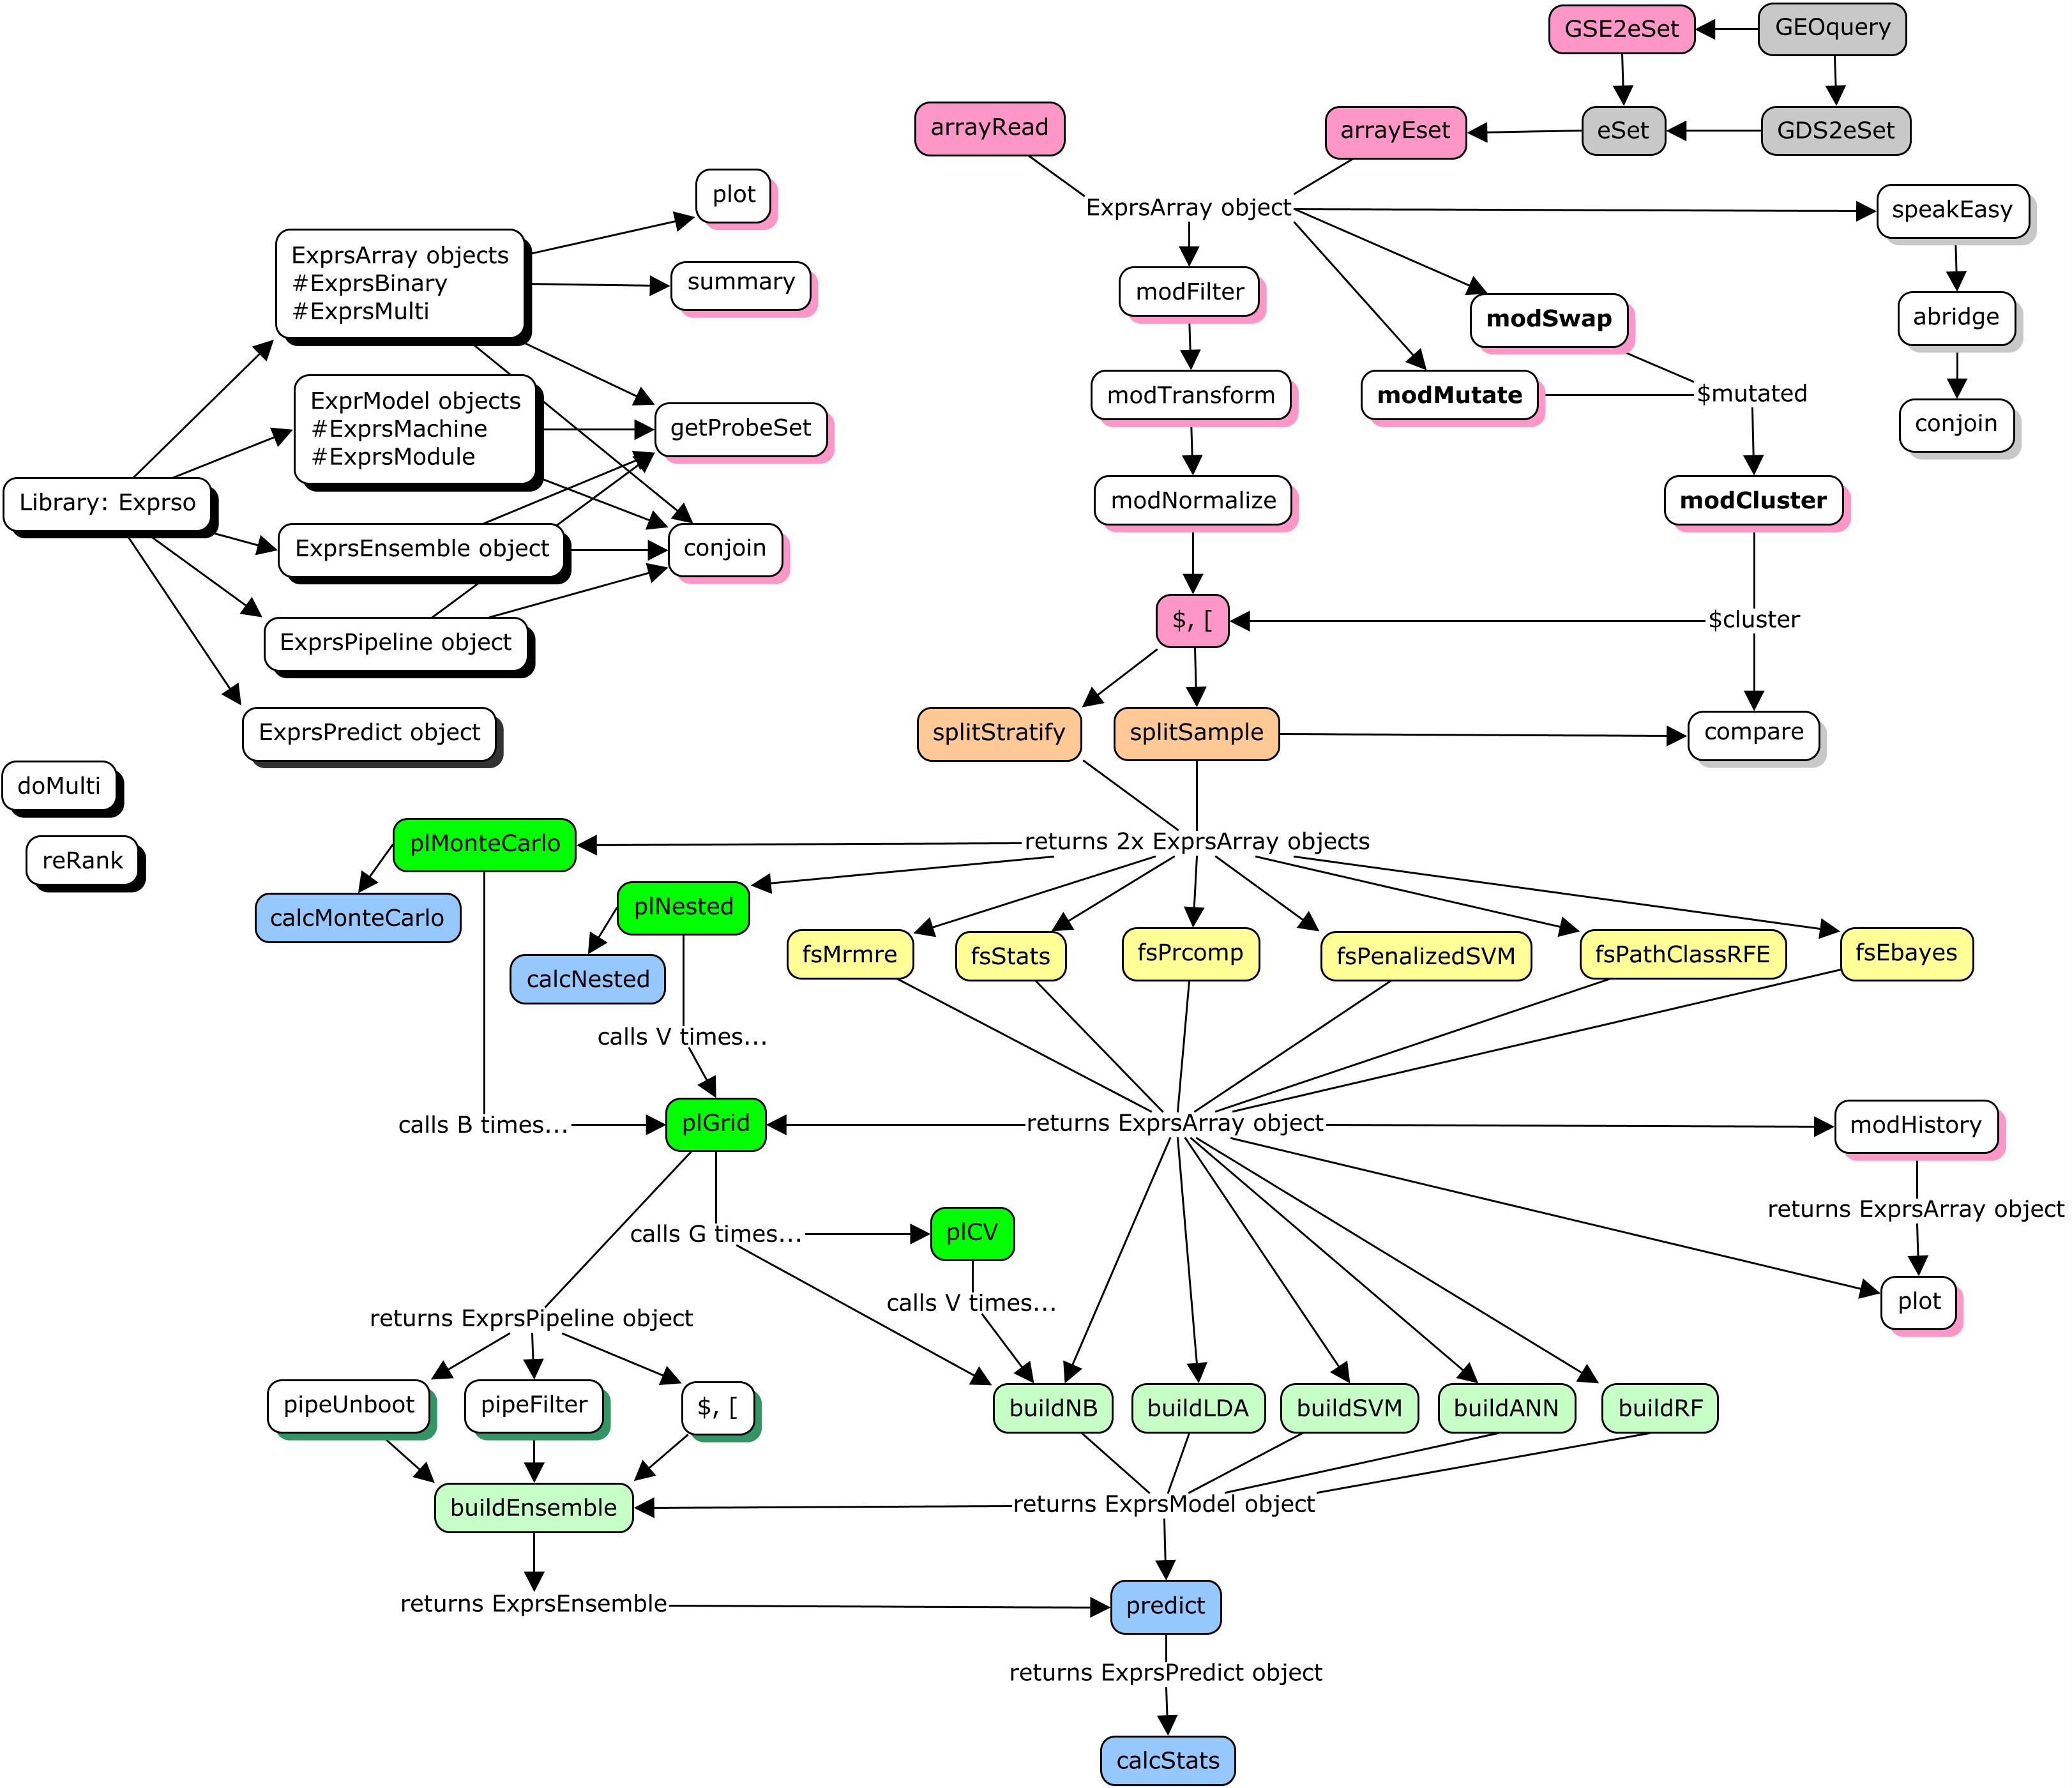 GSE2eSet
GEOquery
arrayRead
arrayEset
eSet
GDS2eSet
plot
ExprsArray object
speakEasy
ExprsArray objects
#ExprsBinary
#ExprsMulti
summary
modFilter
modSwap
abridge
modTransform
modMutate
$mutated
ExprModel objects
#ExprsMachine
#ExprsModule
getProbeSet
conjoin
Library: Exprso
modNormalize
modCluster
ExprsEnsemble object
conjoin
$, [
$cluster
ExprsPipeline object
ExprsPredict object
splitStratify
splitSample
compare
doMulti
reRank
plMonteCarlo
returns 2x ExprsArray objects
calcMonteCarlo
plNested
calcNested
fsMrmre
fsStats
fsPrcomp
fsPenalizedSVM
fsPathClassRFE
fsEbayes
calls V times...
calls B times...
plGrid
returns ExprsArray object
modHistory
returns ExprsArray object
calls G times...
plCV
calls V times...
plot
returns ExprsPipeline object
pipeUnboot
pipeFilter
$, [
buildNB
buildLDA
buildSVM
buildANN
buildRF
buildEnsemble
returns ExprsModel object
returns ExprsEnsemble
predict
returns ExprsPredict object
calcStats